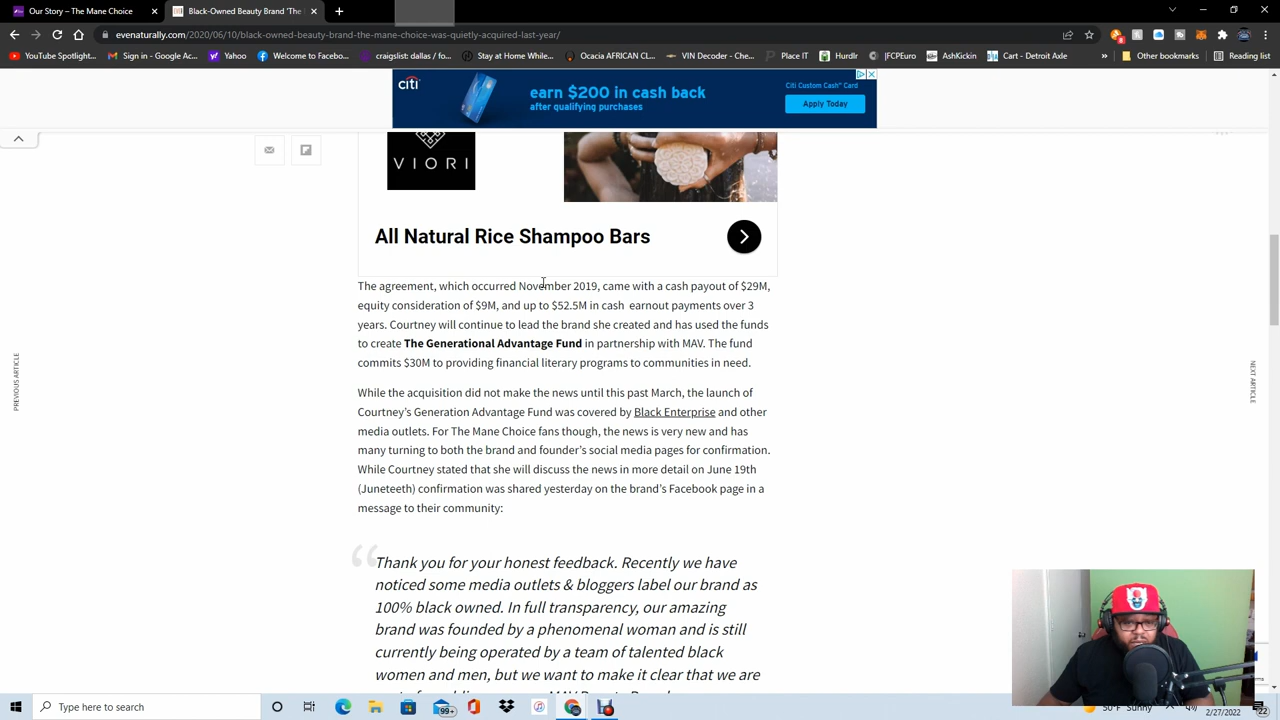 Our Story – The Mane Choice
Black-Owned Beauty Brand 'The
evenaturally.com/2020/06/10/black-owned-beauty-brand-the-mane-choice-was-quietly-acquired-last-year/
YouTube Spotlight...
Sign in - Google Ac...
Yahoo
Welcome to Facebo...
craigslist: dallas / fo...
Stay at home Mom...
Ocacia AFRICAN CL...
VIN Decoder - Che...
Place IT
Hurdlr
|FCPEuro
AshKickin
Cart - Detroit Axle
Other bookmarks
Reading list
citi
earn $200 in cash back
after qualifying purchases
Citi Custom Cash® Card
Apply Today
VIORI
All Natural Rice Shampoo Bars
The agreement, which occurred November 2019, came with a cash payout of $29M,
equity consideration of $9M, and up to $52.5M in cash earnout payments over 3
years. Courtney will continue to lead the brand she created and has used the funds
to create The Generational Advantage Fund in partnership with MAV. The fund
commits $30M to providing financial literary programs to communities in need.
While the acquisition did not make the news until this past March, the launch of
Courtney's Generation Advantage Fund was covered by Black Enterprise and other
media outlets. For The Mane Choice fans though, the news is very new and has
many turning to both the brand and founder's social media pages for confirmation.
While Courtney stated that she will discuss the news in more detail on June 19th
(Juneteeth) confirmation was shared yesterday on the brand's Facebook page in a
message to their community:
Thank you for your honest feedback. Recently we have
noticed some media outlets & bloggers label our brand as
100% black owned. In full transparency, our amazing
brand was founded by a phenomenal woman and is still
currently being operated by a team of talented black
women and men, but we want to make it clear that we are
PREVIOUS ARTICLE
NEXT ARTICLE
Type here to search
99+
50°F Sunny
2/27/2022
22